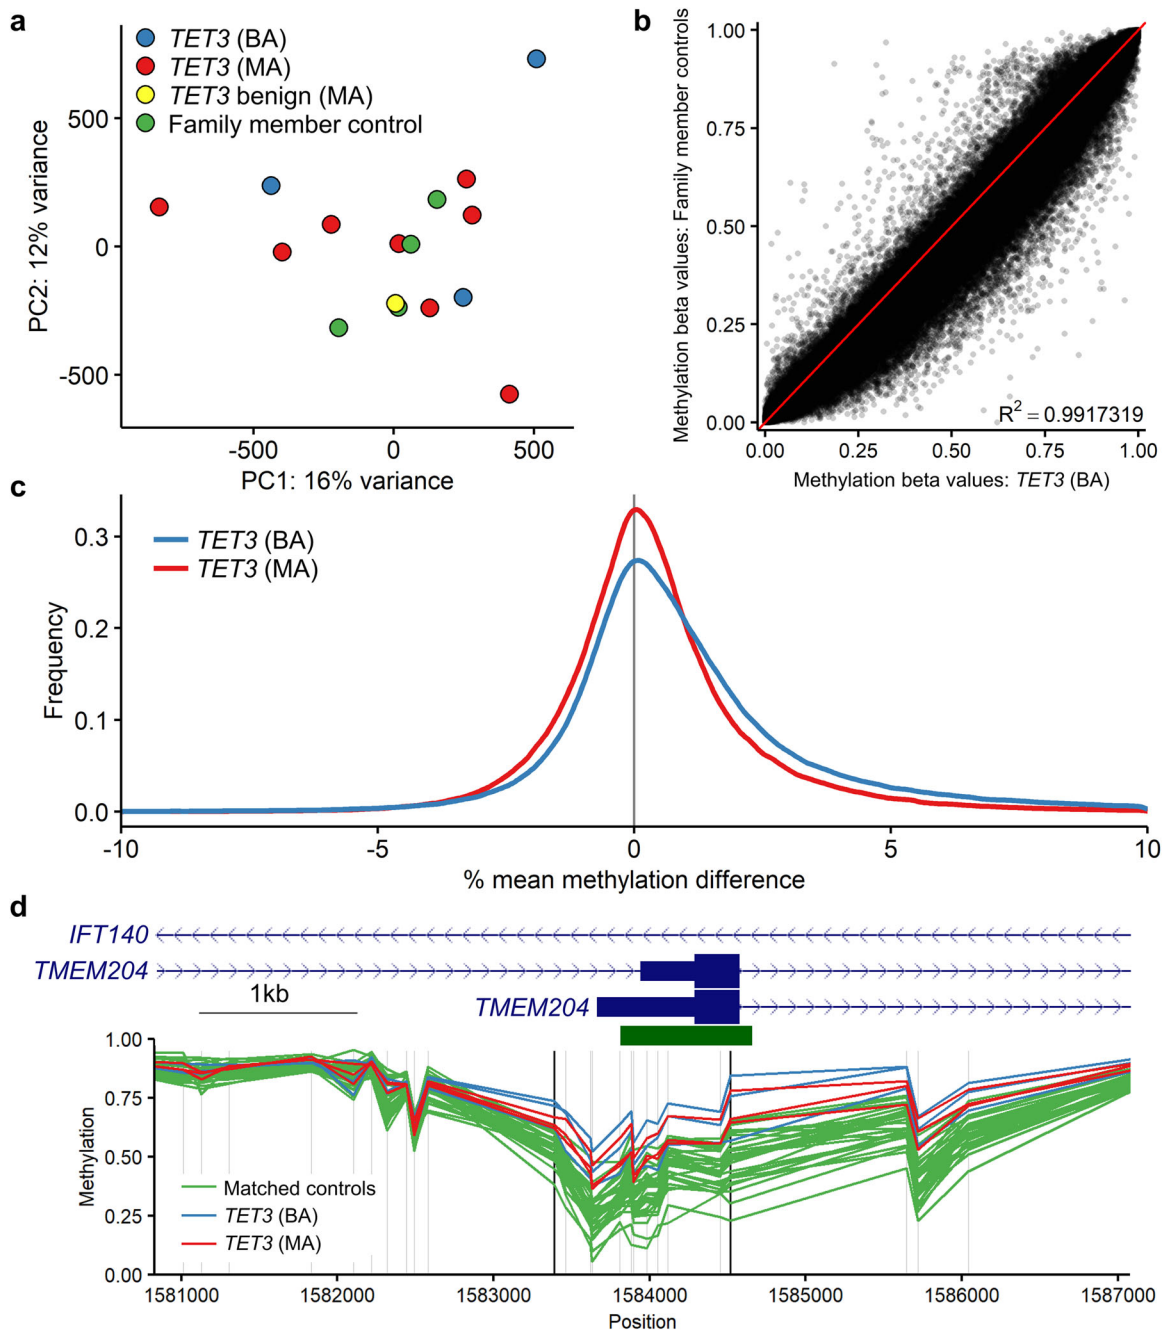 a
TET3 (BA)
TET3 (MA)
TET3 benign (MA)
Family member control
500
0
-500
PC2: 12% variance
-500
0
500
PC1: 16% variance
b
1.00
0.75
0.50
0.25
0.00
Methylation beta values: Family member controls
R² = 0.9917319
0.00
0.25
0.50
0.75
1.00
Methylation beta values: TET3 (BA)
c
TET3 (BA)
TET3 (MA)
0.3
0.2
0.1
0.0
Frequency
-10
-5
0
5
10
% mean methylation difference
d
IFT140
TMEM204
TMEM204
1kb
1.00
0.75
0.50
0.25
0.00
Methylation
Matched controls
TET3 (BA)
TET3 (MA)
1581000
1582000
1583000
1584000
1585000
1586000
1587000
Position